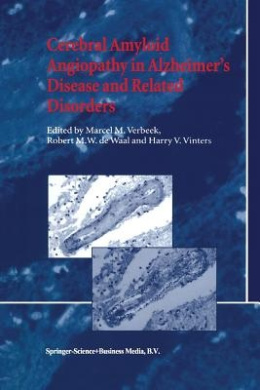 Cerebral Amyloid
Angiopathy in Alzheimer's
Disease and Related
Disorders
Edited by Marcel M. Verbeek,
Robert M.W. de Waal and Harry V. Vinters
Springer-Science+Business Media, B.V.